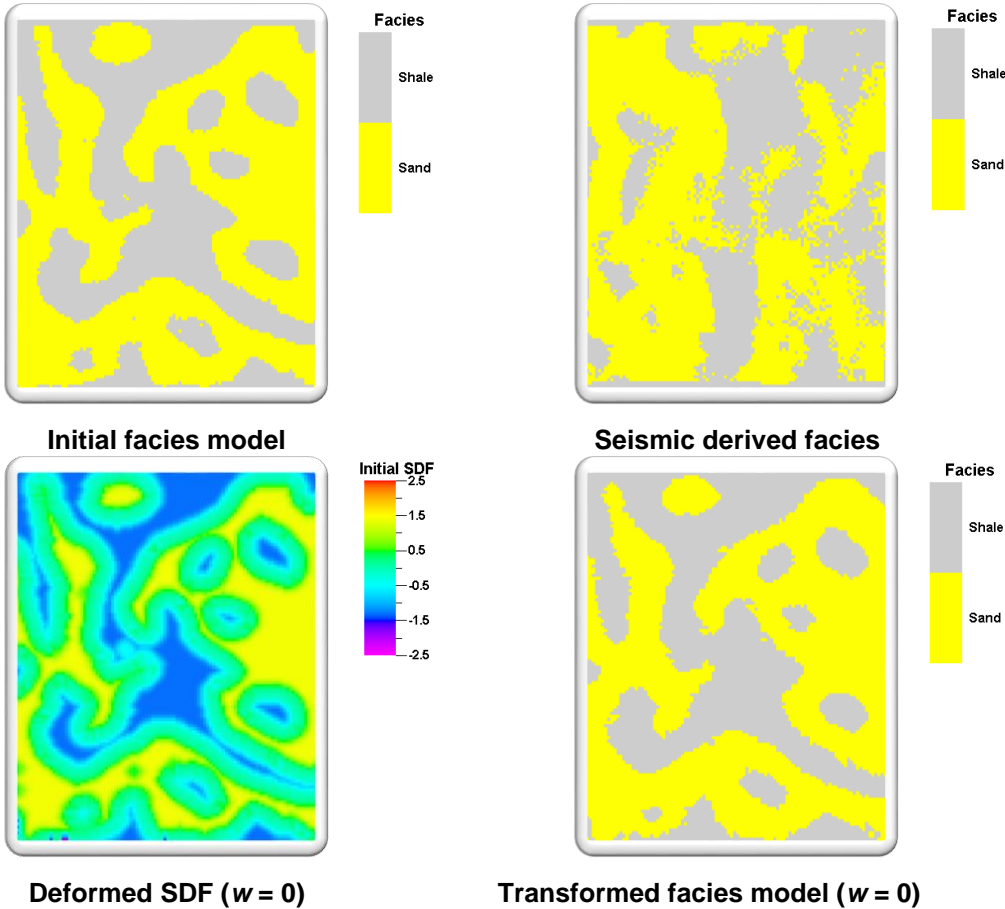 Facies
Shale
Sand
Initial facies model
Facies
Shale
Sand
Seismic derived facies
Initial SDF
2.5
1.5
0.5
-0.5
-1.5
-2.5
Deformed SDF (w = 0)
Facies
Shale
Sand
Transformed facies model (w = 0)